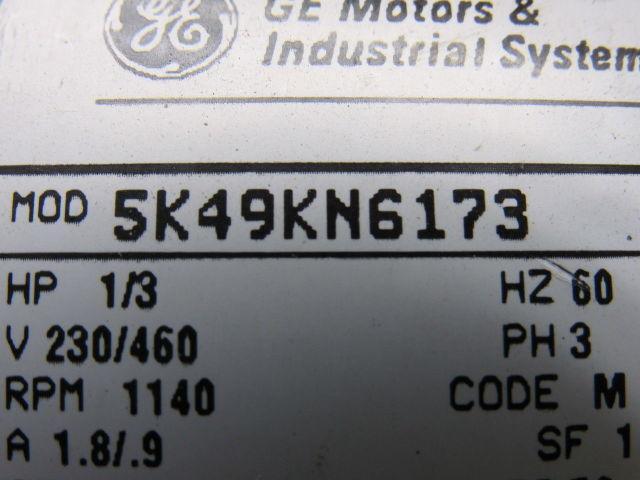 GE
GE Motors &
Industrial System
MOD 5K49KN6173
HP 1/3 HZ 60
V 230/460 PH 3
RPM 1140 CODE M
A 1.8/.9 SF 1